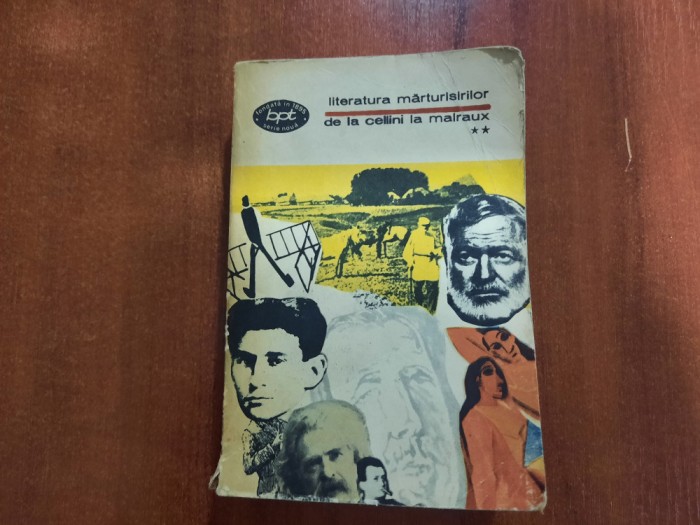 fondată în 1895
bpt
serie nouă
literatura mărturisirilor
de la cellini la malraux
**